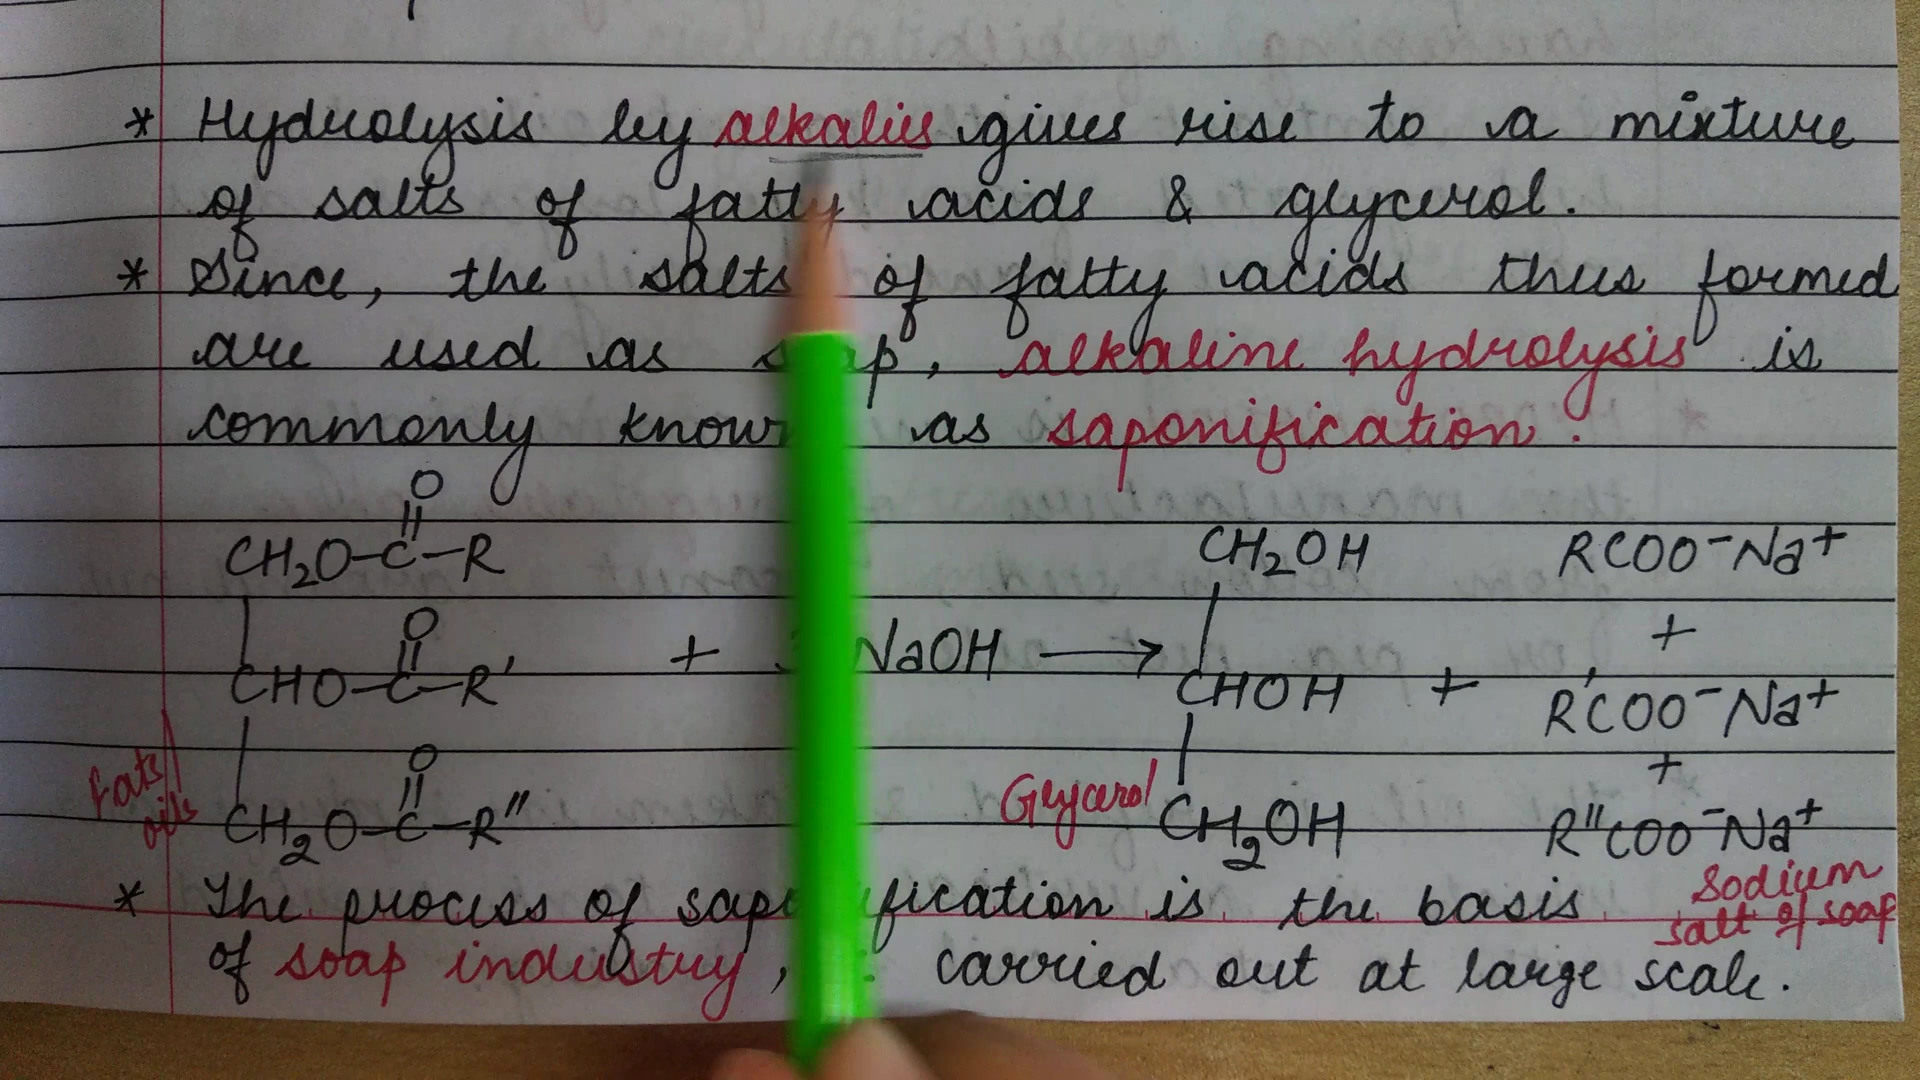 * Hydrolysis by alkalies gives rise to a mixture
of salts of fatty acids & glycerol.
* Since, the salts of fatty acids thus formed
are used as soap, alkaline hydrolysis is
commonly known as saponification.
O
CH₂O-C-R
O
CHO-C-R' + NaOH →
O
CH₂O-C-R"
Fats/
oils
CH₂OH RCOO⁻Na⁺
+
CHOH + R'COO⁻Na⁺
+
Glycerol CH₂OH R"COO⁻Na⁺
Sodium
salt of soap
* The process of saponification is the basis
of soap industry, carried out at large scale.